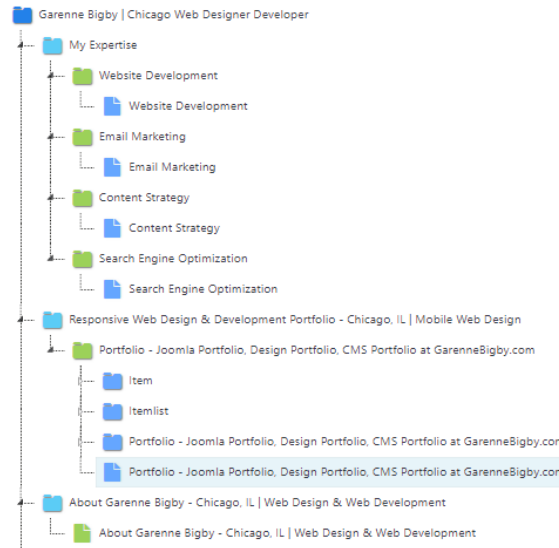 Garenne Bigby | Chicago Web Designer Developer
My Expertise
Website Development
Website Development
Email Marketing
Email Marketing
Content Strategy
Content Strategy
Search Engine Optimization
Search Engine Optimization
Responsive Web Design & Development Portfolio - Chicago, IL | Mobile Web Design
Portfolio - Joomla Portfolio, Design Portfolio, CMS Portfolio at GarenneBigby.com
Item
Itemlist
Portfolio - Joomla Portfolio, Design Portfolio, CMS Portfolio at GarenneBigby.com
Portfolio - Joomla Portfolio, Design Portfolio, CMS Portfolio at GarenneBigby.com
About Garenne Bigby - Chicago, IL | Web Design & Web Development
About Garenne Bigby - Chicago, IL | Web Design & Web Development